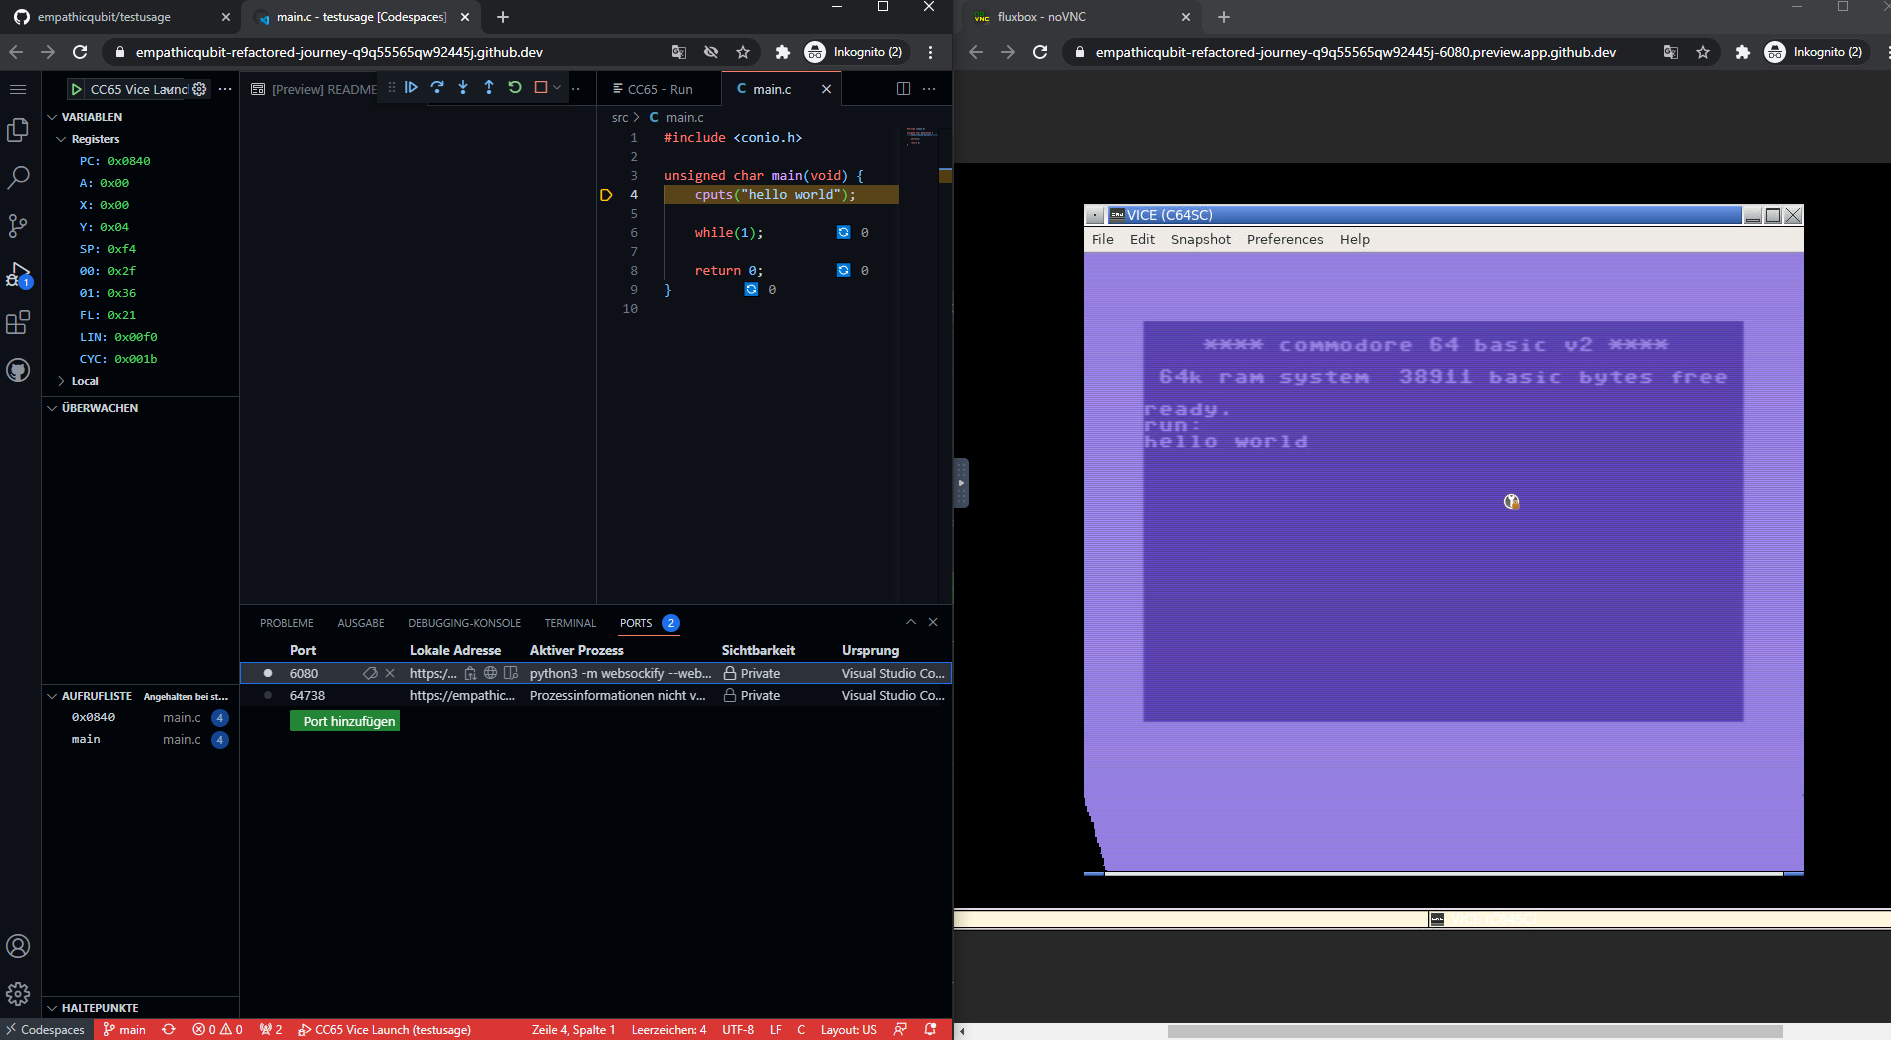 empathicqubit/testusage
main.c - testusage [Codespaces]
fluxbox - noVNC
empathicqubit-refactored-journey-q9q55565qw92445j.github.dev
Inkognito (2)
empathicqubit-refactored-journey-q9q55565qw92445j-6080.preview.app.github.dev
Inkognito (2)
CC65 Vice Launch
VARIABLEN
Registers
PC: 0x0840
A: 0x00
X: 0x00
Y: 0x04
SP: 0xf4
00: 0x2f
01: 0x36
FL: 0x21
LIN: 0x00f0
CYC: 0x001b
Local
ÜBERWACHEN
AUFRUFLISTE Angehalten bei st...
0x0840 main.c 4
main main.c 4
HALTEPUNKTE
1
[Preview] README
CC65 - Run
main.c
src > C main.c
1 #include <conio.h>
2
3 unsigned char main(void) {
4 cputs("hello world");
5
6 while(1); 0
7
8 return 0; 0
9 } 0
10
PROBLEME AUSGABE DEBUGGING-KONSOLE TERMINAL PORTS 2
Port Lokale Adresse Aktiver Prozess Sichtbarkeit Ursprung
6080 https:/... python3 -m websockify --web... Private Visual Studio Co...
64738 https://empathic... Prozessinformationen nicht v... Private Visual Studio Co...
Port hinzufügen
Codespaces main 0 0 2 CC65 Vice Launch (testusage) Zeile 4, Spalte 1 Leerzeichen: 4 UTF-8 LF C Layout: US
VICE (C64SC)
File Edit Snapshot Preferences Help
**** commodore 64 basic v2 ****
64k ram system 38911 basic bytes free
ready.
run:
hello world
VICE (C64SC)